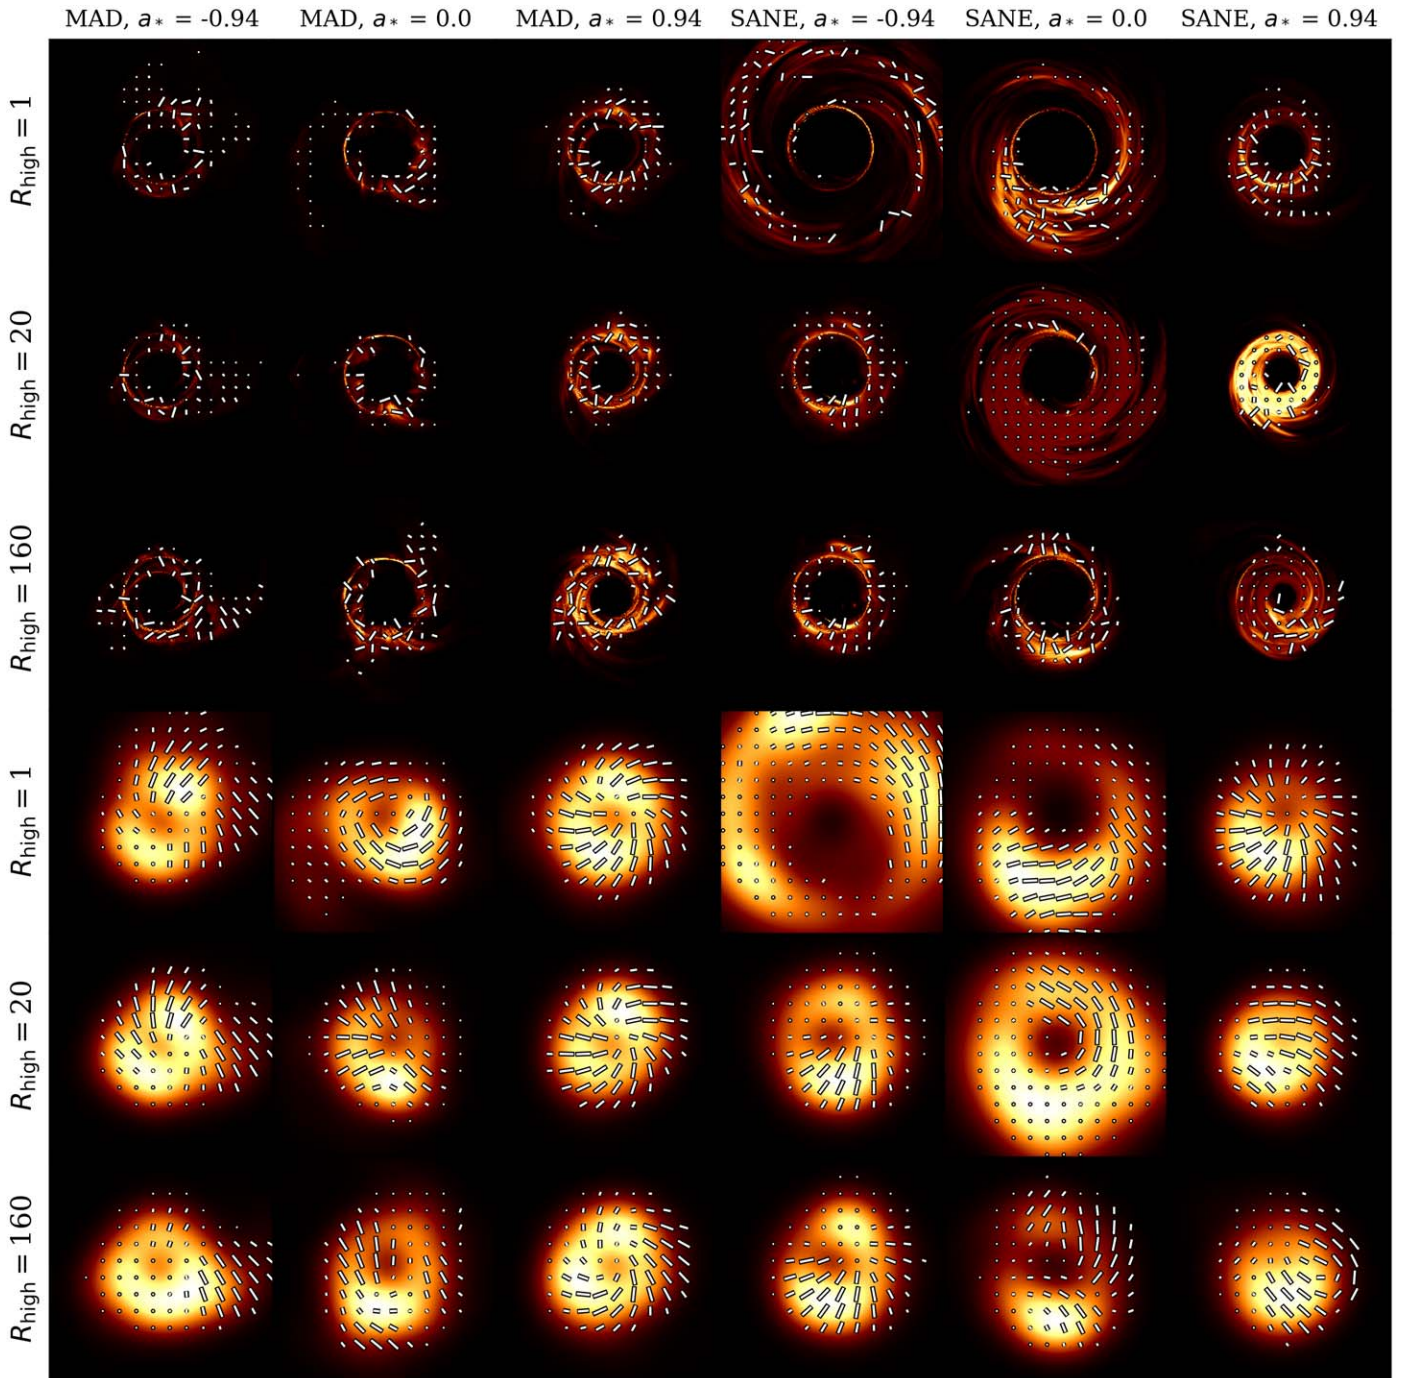 MAD, a* = -0.94 MAD, a* = 0.0 MAD, a* = 0.94 SANE, a* = -0.94 SANE, a* = 0.0 SANE, a* = 0.94
Rhigh = 1
Rhigh = 20
Rhigh = 160
Rhigh = 1
Rhigh = 20
Rhigh = 160